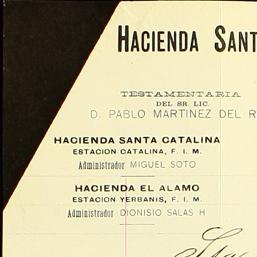 HACIENDA SANT
TESTAMENTARIA
DEL SR. LIC.
D. PABLO MARTINEZ DEL R
HACIENDA SANTA CATALINA
ESTACION CATALINA, F. I. M.
Administrador MIGUEL SOTO
HACIENDA EL ALAMO
ESTACION YERBANIS, F. I. M.
Administrador DIONISIO SALAS H